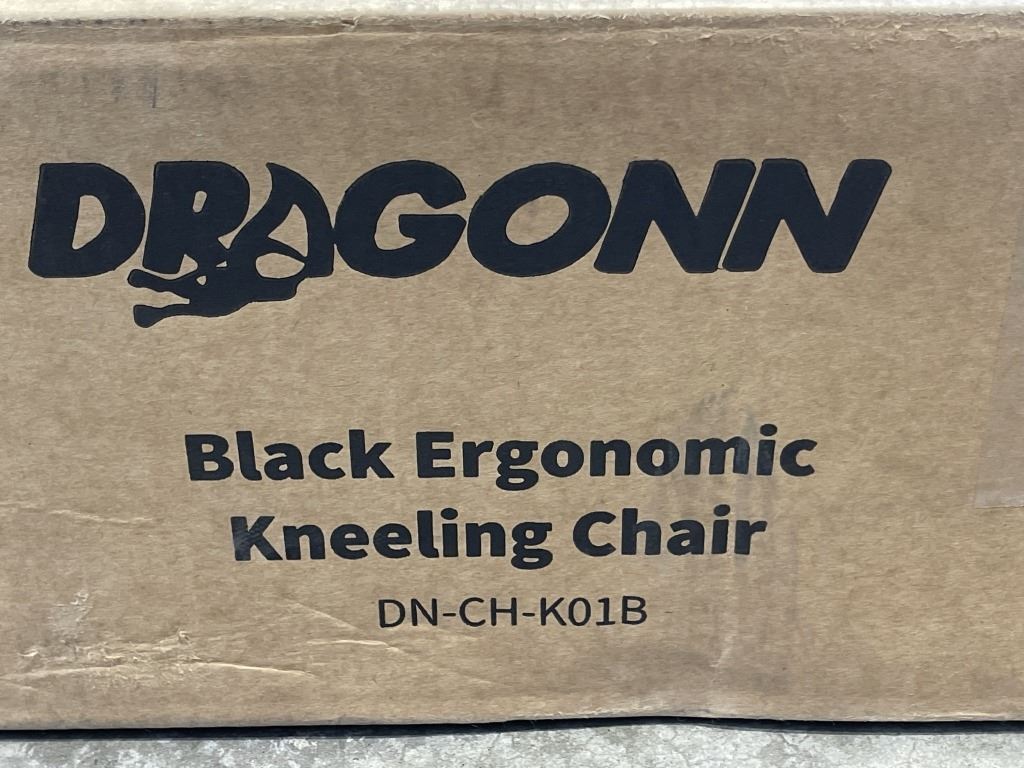 DRAGONN
Black Ergonomic
Kneeling Chair
DN-CH-K01B